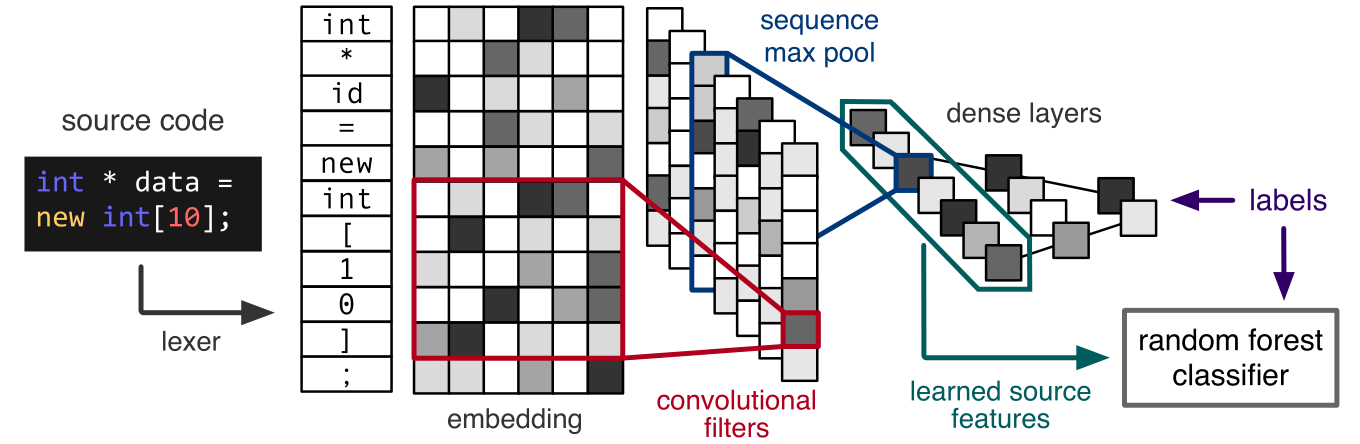 source code
int * data =
new int[10];
lexer
int
*
id
=
new
int
[
1
0
]
;
embedding
convolutional
filters
sequence
max pool
dense layers
labels
learned source
features
random forest
classifier